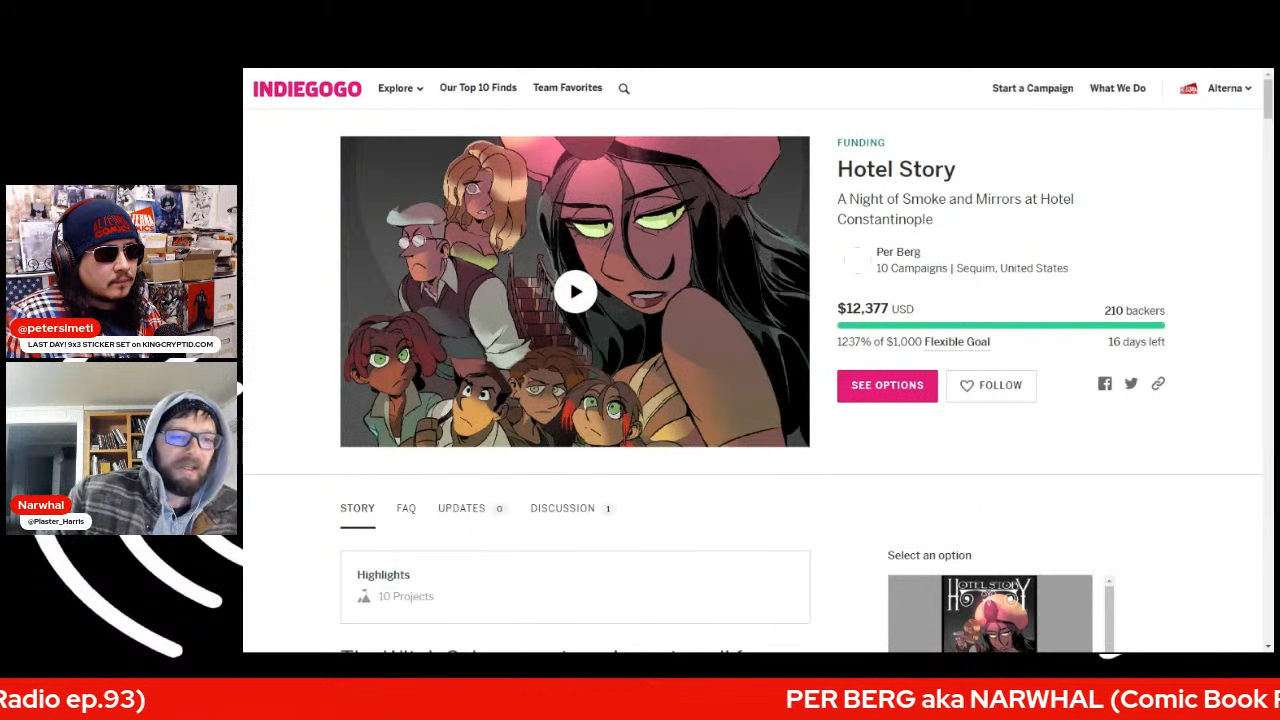 INDIEGOGO
Explore
Our Top 10 Finds
Team Favorites
Start a Campaign
What We Do
Alterna
FUNDING
Hotel Story
A Night of Smoke and Mirrors at Hotel
Constantinople
Per Berg
10 Campaigns | Sequim, United States
$12,377 USD
210 backers
1237% of $1,000 Flexible Goal
16 days left
SEE OPTIONS
FOLLOW
ALTERNA
COMICS
@petersimeti
LAST DAY! 9x3 STICKER SET on KINGCRYPTID.COM
Narwhal
@Plaster_Harris
STORY
FAQ
UPDATES 0
DISCUSSION 1
Highlights
10 Projects
Select an option
HOTEL STORY
Radio ep.93)
PER BERG aka NARWHAL (Comic Book